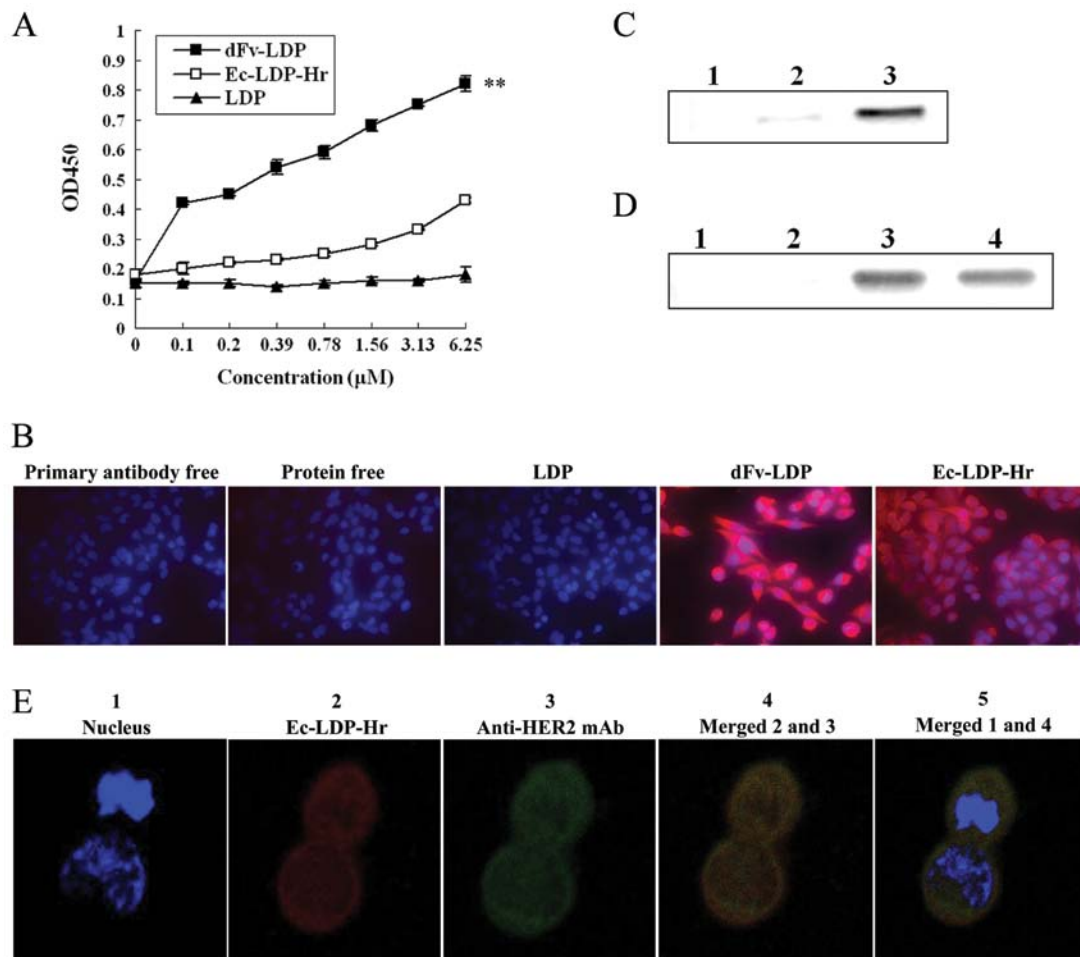 A
dFv-LDP
Ec-LDP-Hr
LDP
**
OD450
1
0.9
0.8
0.7
0.6
0.5
0.4
0.3
0.2
0.1
0
0 0.1 0.2 0.39 0.78 1.56 3.13 6.25
Concentration (μM)
C
1 2 3
D
1 2 3 4
B
Primary antibody free Protein free LDP dFv-LDP Ec-LDP-Hr
E
1 2 3 4 5
Nucleus Ec-LDP-Hr Anti-HER2 mAb Merged 2 and 3 Merged 1 and 4